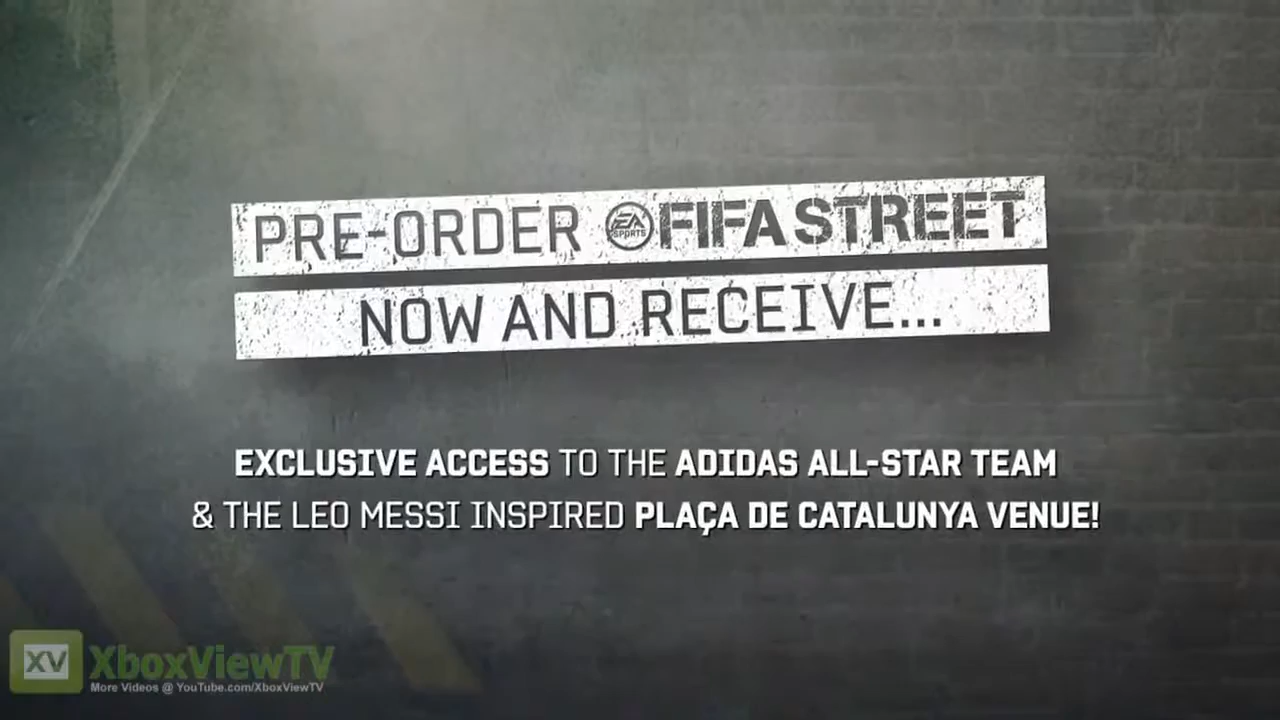 PRE-ORDER EA SPORTS FIFA STREET
NOW AND RECEIVE...
EXCLUSIVE ACCESS TO THE ADIDAS ALL-STAR TEAM
& THE LEO MESSI INSPIRED PLAÇA DE CATALUNYA VENUE!
XV XboxViewTV
More Videos @ YouTube.com/XboxViewTV